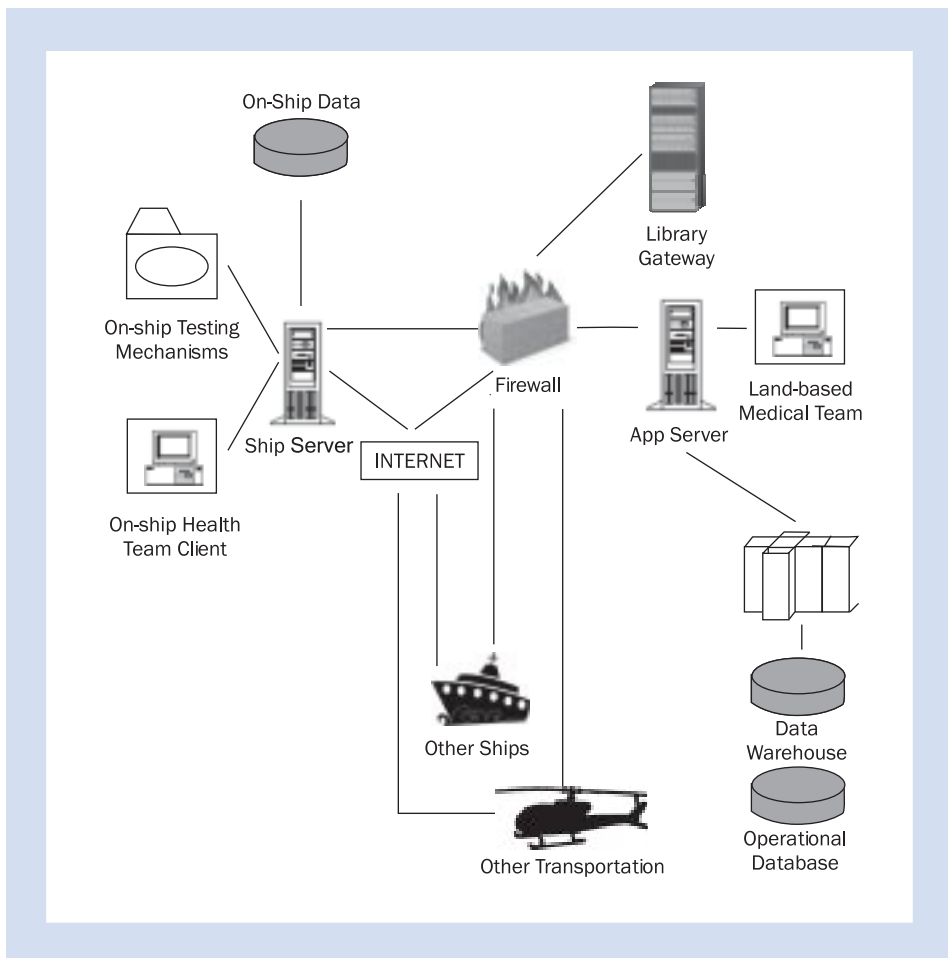 On-Ship Data
Library
Gateway
On-ship Testing
Mechanisms
Firewall
Land-based
Medical Team
App Server
Ship Server
INTERNET
On-ship Health
Team Client
Other Ships
Data
Warehouse
Operational
Database
Other Transportation